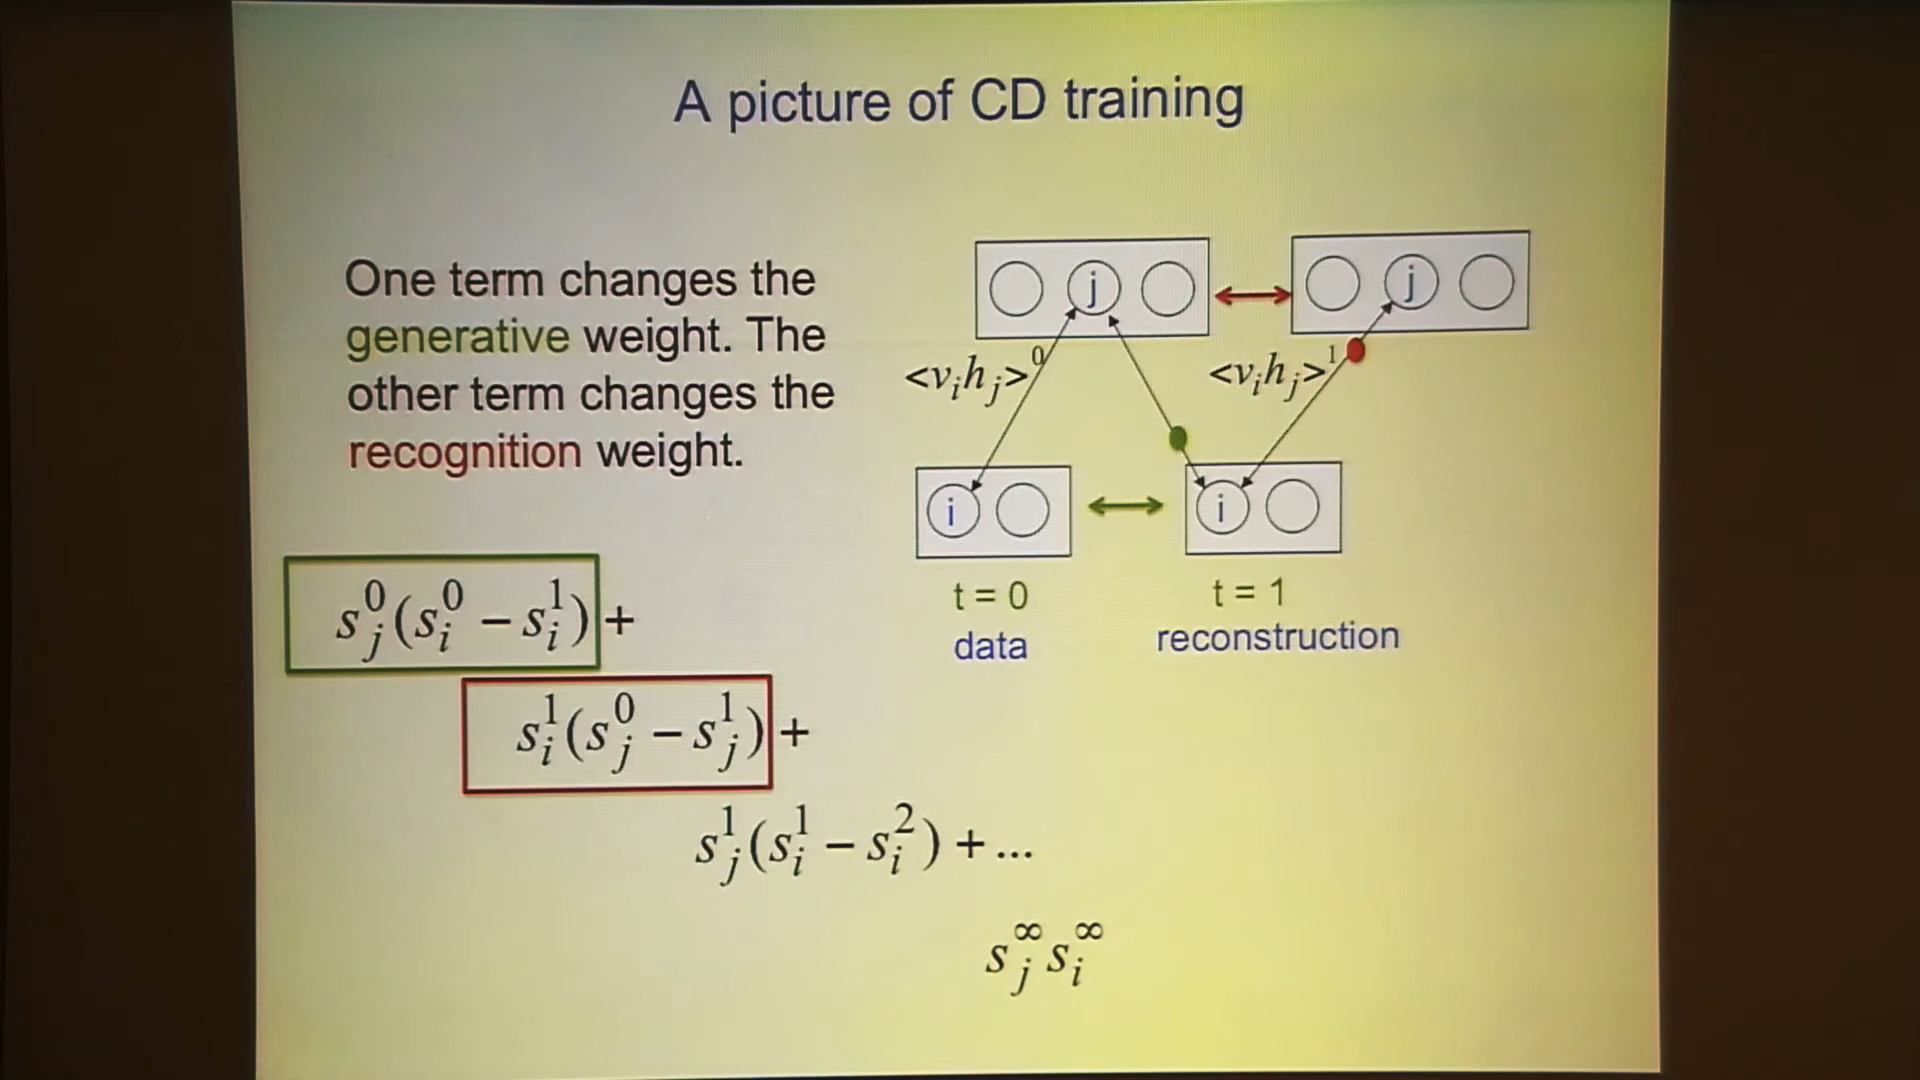 A picture of CD training
One term changes the
generative weight. The
other term changes the
recognition weight.
j
j
<v_i h_j>^0
<v_i h_j>^1
i
i
t = 0
t = 1
data
reconstruction
s_j^0(s_i^0 − s_i^1) +
s_i^1(s_j^0 − s_j^1) +
s_j^1(s_i^1 − s_i^2) + ...
s_j^∞ s_i^∞